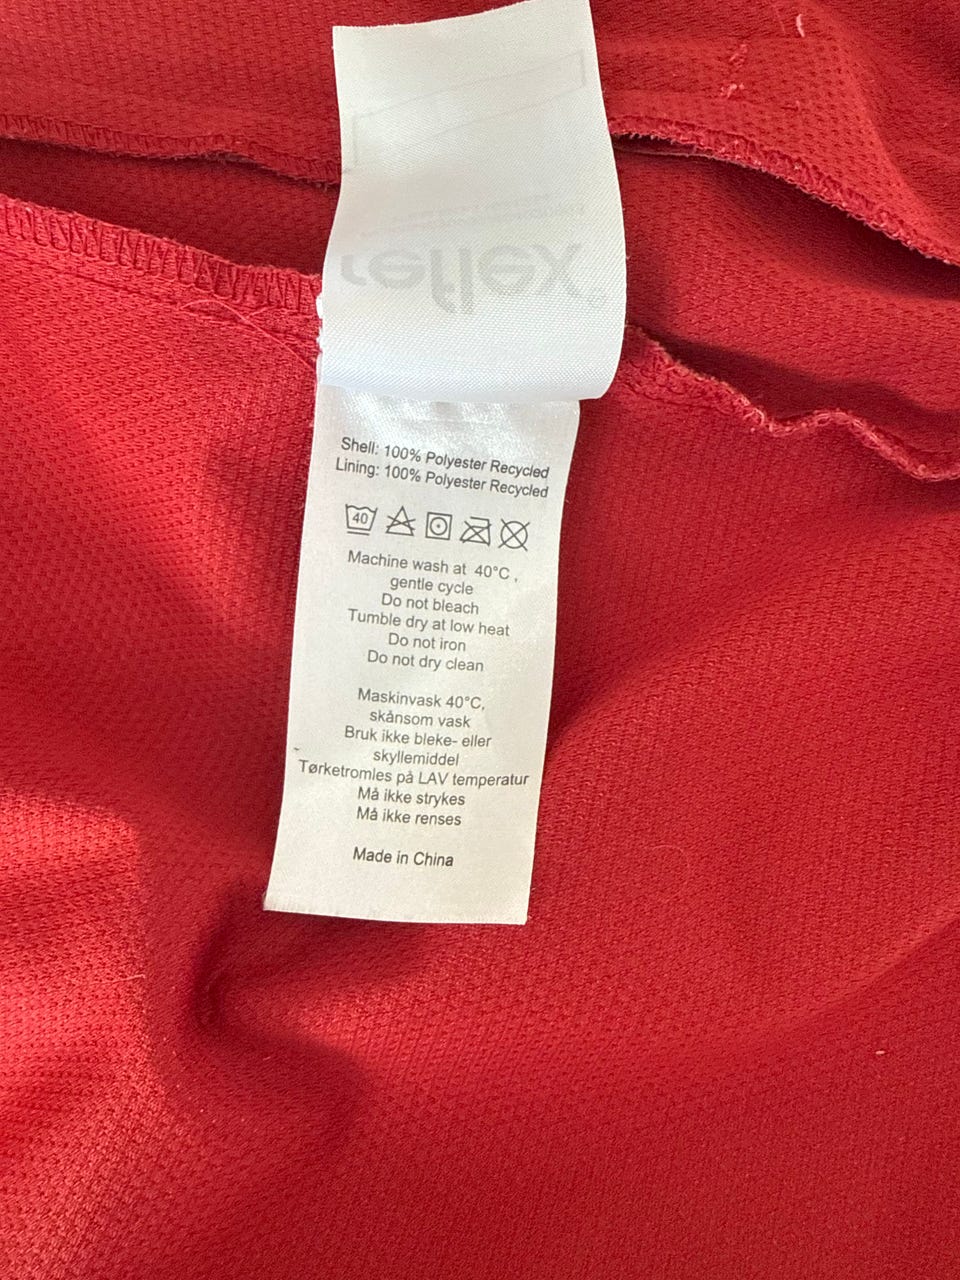 reflex
Shell: 100% Polyester Recycled
Lining: 100% Polyester Recycled
40
Machine wash at 40°C ,
gentle cycle
Do not bleach
Tumble dry at low heat
Do not iron
Do not dry clean
Maskinvask 40°C,
skånsom vask
Bruk ikke bleke- eller
skyllemiddel
Tørketromles på LAV temperatur
Må ikke strykes
Må ikke renses
Made in China